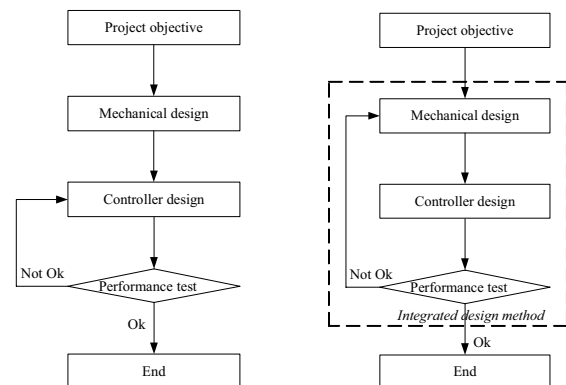 Project objective
Mechanical design
Controller design
Not Ok
Performance test
Ok
End
Project objective
Mechanical design
Controller design
Not Ok
Performance test
Integrated design method
Ok
End